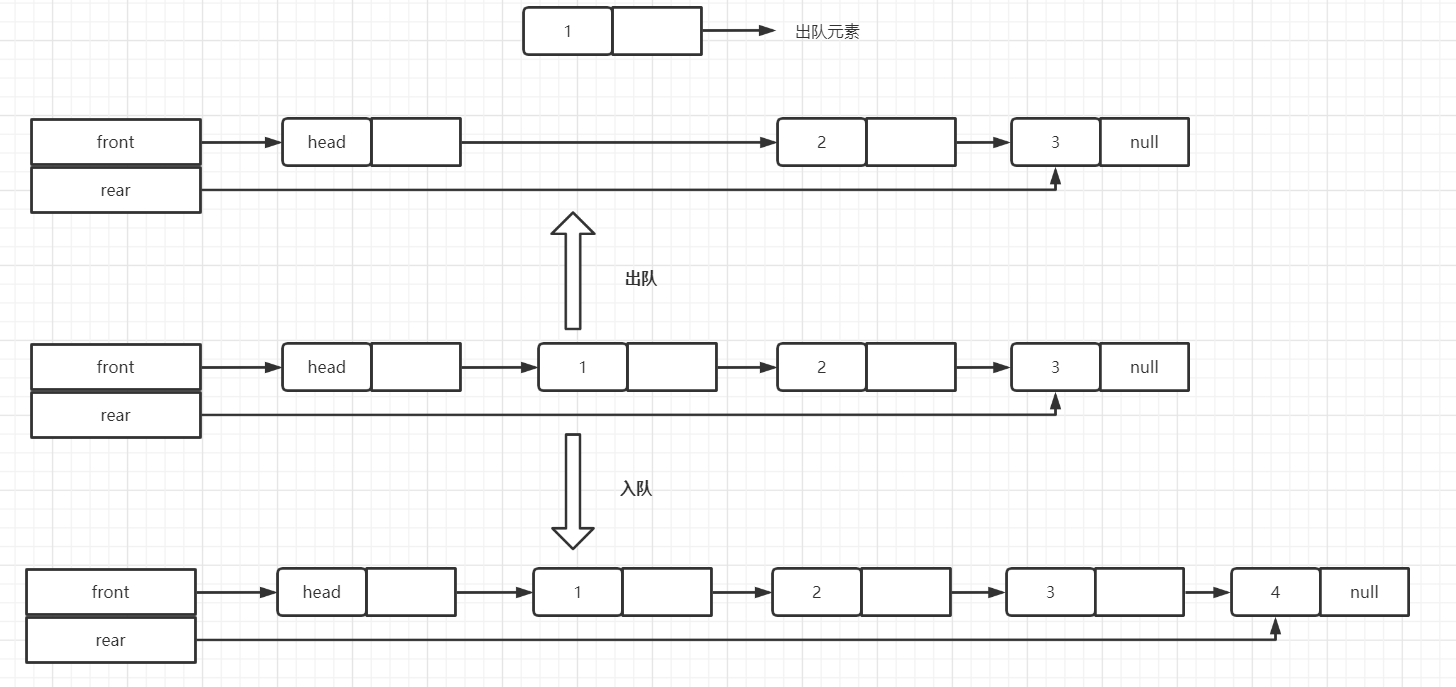 1 出队元素
front head 2 3 null
rear
出队
front head 1 2 3 null
rear
入队
front head 1 2 3 4 null
rear